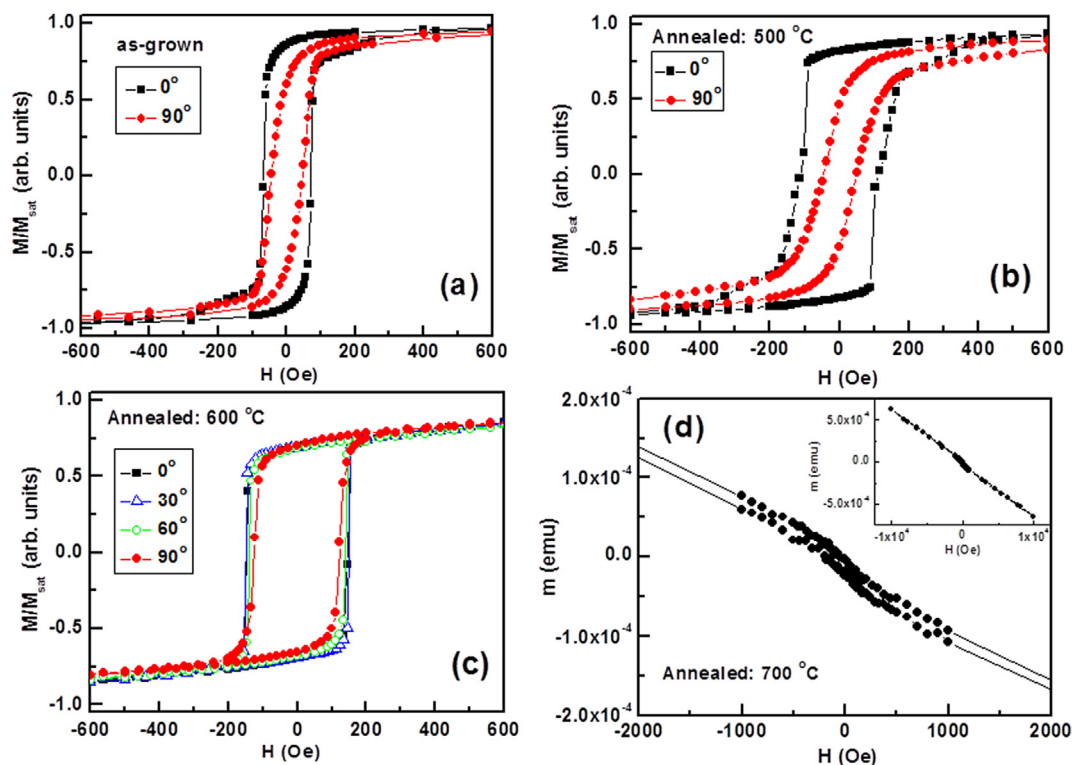 1.0
0.5
0.0
-0.5
-1.0
M/Msat (arb. units)
as-grown
0°
90°
(a)
-600 -400 -200 0 200 400 600
H (Oe)
1.0
0.5
0.0
-0.5
-1.0
M/Msat (arb. units)
Annealed: 500 °C
0°
90°
(b)
-600 -400 -200 0 200 400 600
H (Oe)
1.0
0.5
0.0
-0.5
-1.0
M/Msat (arb. units)
Annealed: 600 °C
0°
30°
60°
90°
(c)
-600 -400 -200 0 200 400 600
H (Oe)
2.0x10⁻⁴
1.0x10⁻⁴
0.0
-1.0x10⁻⁴
-2.0x10⁻⁴
m (emu)
(d)
5.0x10⁻⁴
0.0
-5.0x10⁻⁴
m (emu)
-1x10⁴ 0 1x10⁴
H (Oe)
Annealed: 700 °C
-2000 -1000 0 1000 2000
H (Oe)